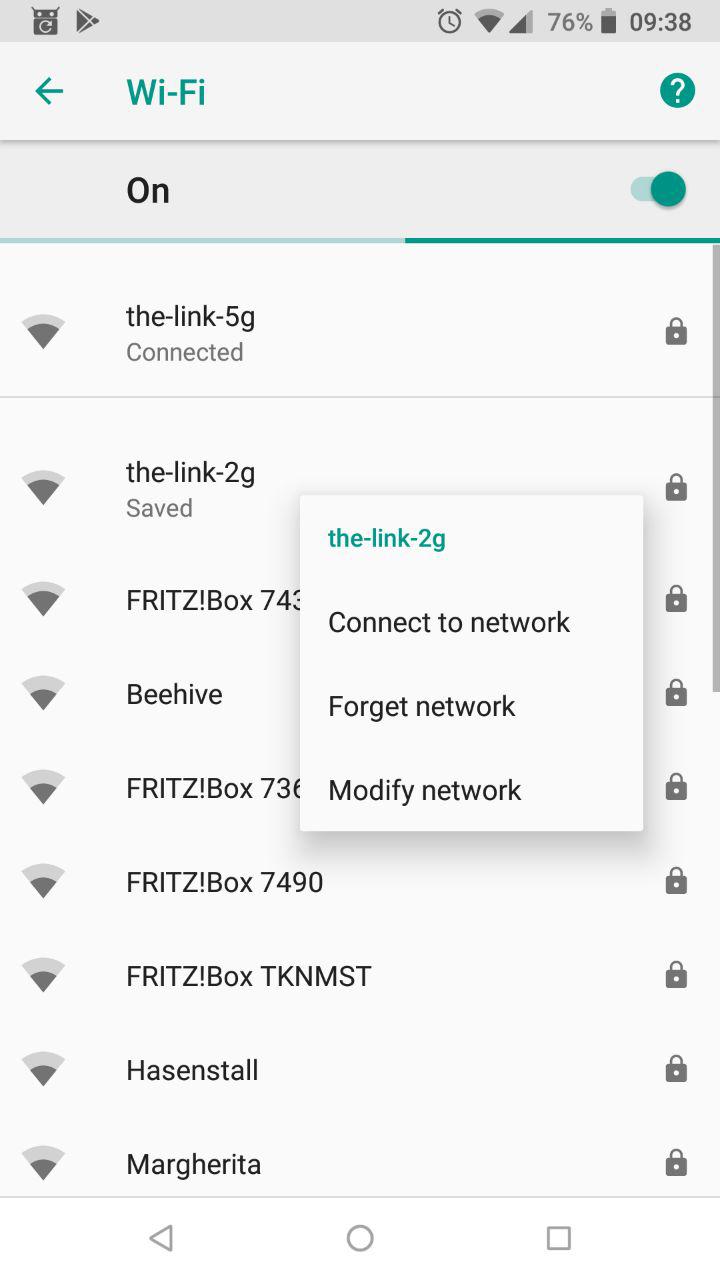 76% 09:38
Wi-Fi
?
On
the-link-5g
Connected
the-link-2g
Saved
the-link-2g
Connect to network
Forget network
Modify network
FRITZ!Box 743
Beehive
FRITZ!Box 736
FRITZ!Box 7490
FRITZ!Box TKNMST
Hasenstall
Margherita